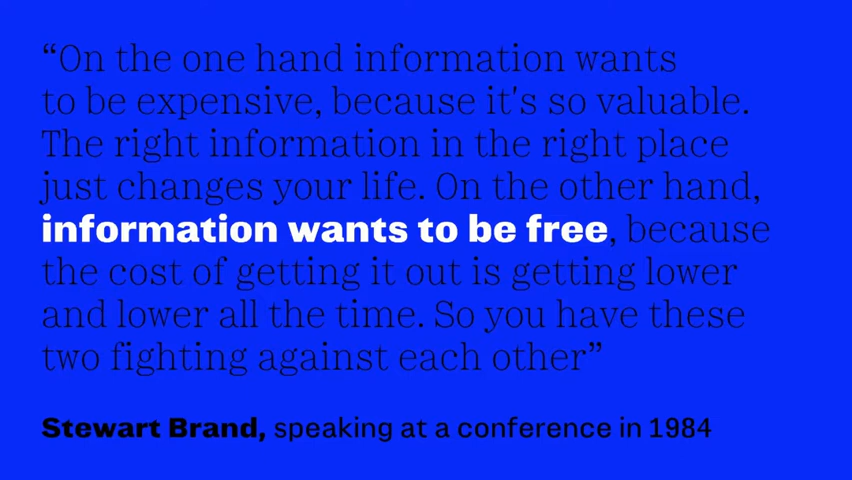 “On the one hand information wants
to be expensive, because it's so valuable.
The right information in the right place
just changes your life. On the other hand,
information wants to be free, because
the cost of getting it out is getting lower
and lower all the time. So you have these
two fighting against each other”
Stewart Brand, speaking at a conference in 1984